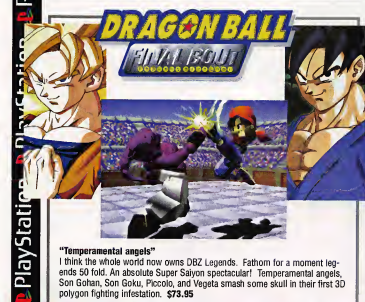 DRAGON BALL
FINAL BOUT
"Temperamental angels"
I think the whole world now owns DBZ Legends. Fathom for a moment leg-
ends 50 fold. An absolute Super Saiyon spectacular! Temperamental angels,
Son Gohan, Son Goku, Piccolo, and Vegeta smash some skull in their first 3D
polygon fighting infestation. $73.95
PlayStation
PlayStation